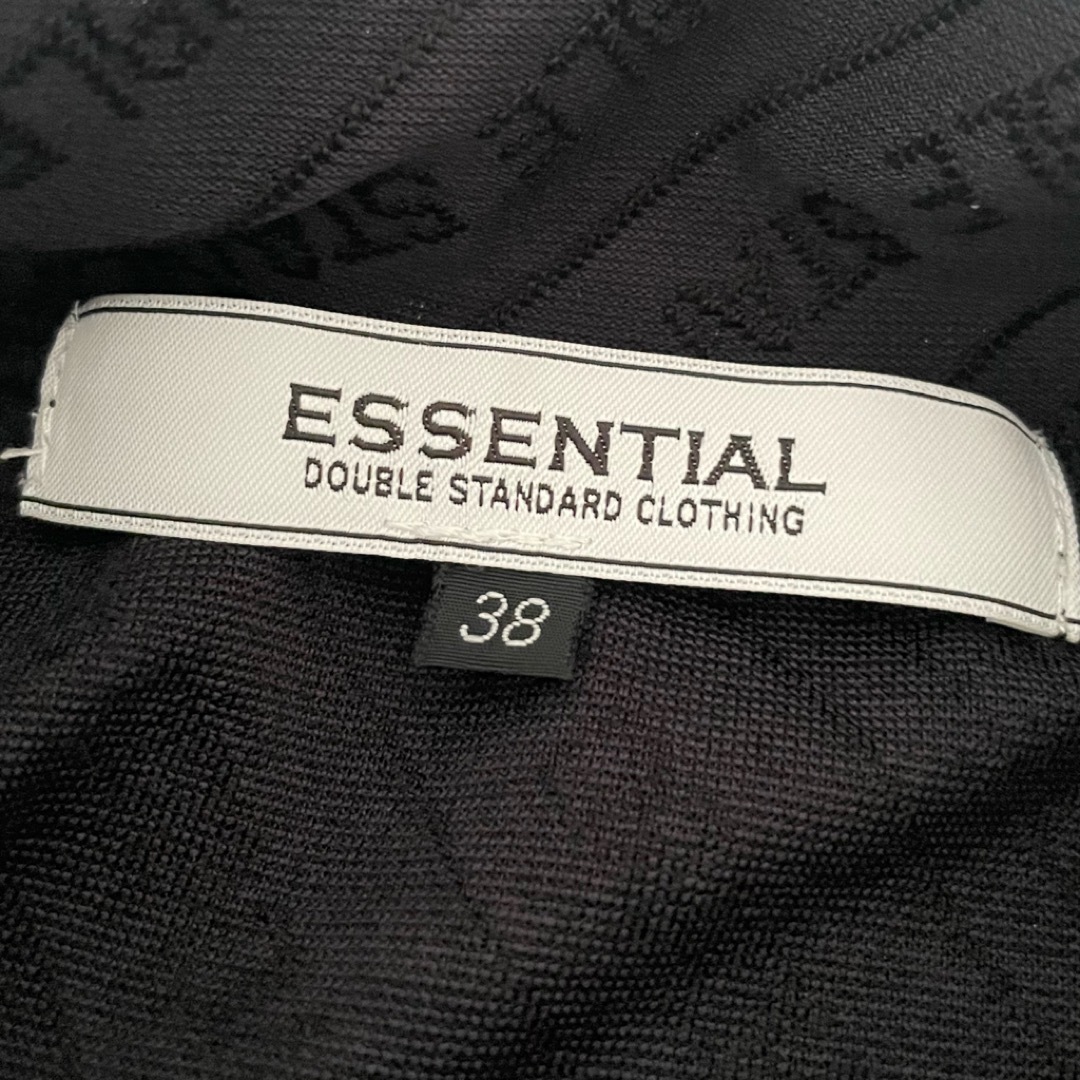 ESSENTIAL
DOUBLE STANDARD CLOTHING
38